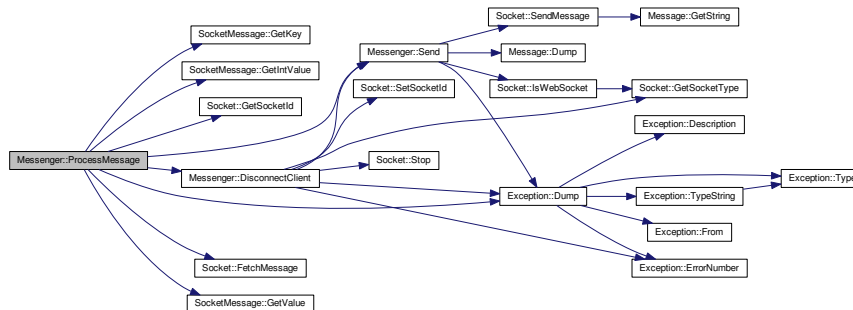 Socket::SendMessage
Message::GetString
SocketMessage::GetKey
Messenger::Send
Message::Dump
SocketMessage::GetIntValue
Socket::SetSocketId
Socket::IsWebSocket
Socket::GetSocketType
Socket::GetSocketId
Exception::Description
Messenger::ProcessMessage
Socket::Stop
Messenger::DisconnectClient
Exception::Type
Exception::Dump
Exception::TypeString
Exception::From
Socket::FetchMessage
Exception::ErrorNumber
SocketMessage::GetValue